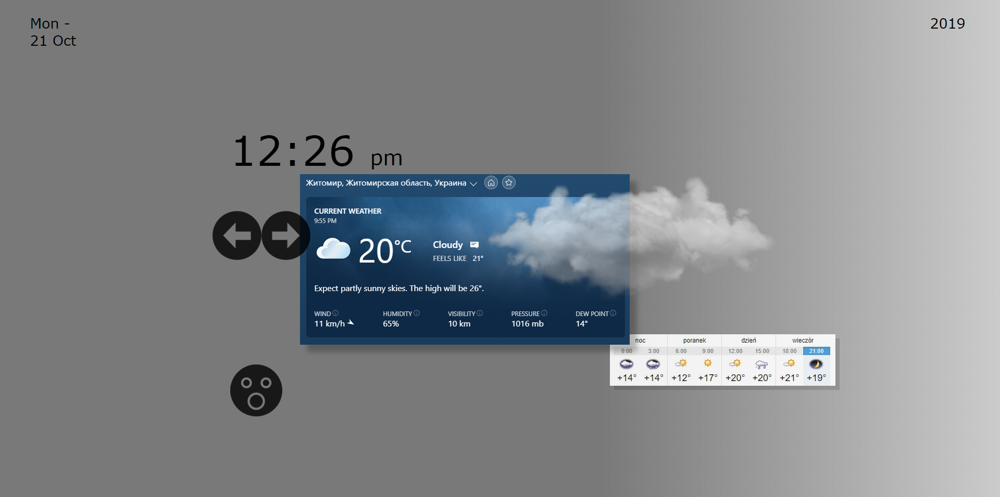 Mon -
21 Oct
2019
12:26 pm
Житомир, Житомирская область, Украина
CURRENT WEATHER
9:55 PM
20°C
Cloudy
FEELS LIKE 21°
Expect partly sunny skies. The high will be 26°.
WIND HUMIDITY VISIBILITY PRESSURE DEW POINT
11 km/h 65% 10 km 1016 mb 14°
noc poranek dzień wieczór
0:00 3:00 6:00 9:00 12:00 15:00 18:00 21:00
+14° +14° +12° +17° +20° +20° +21° +19°